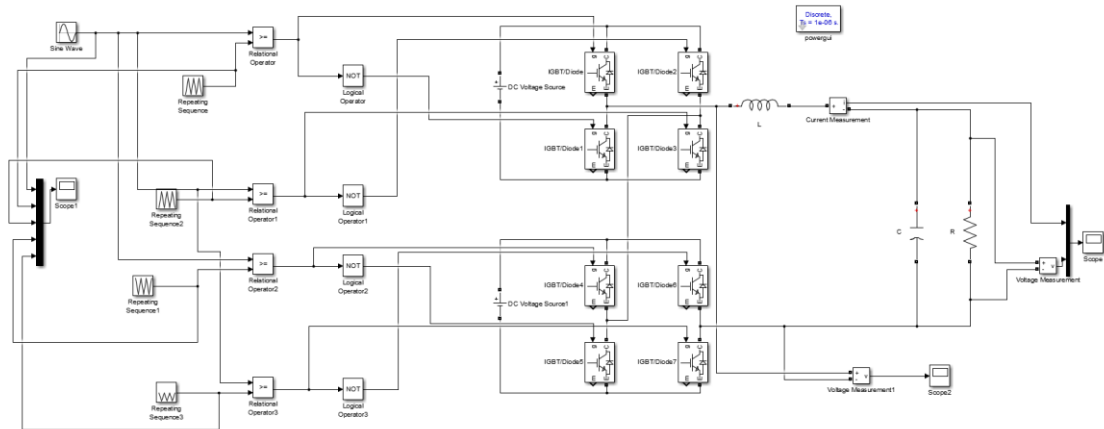 Discrete,
Ts = 1e-06 s
powergui
Sine Wave
>=
Relational
Operator
Repeating
Sequence
NOT
Logical
Operator
DC Voltage Source
IGBT/Diode
IGBT/Diode2
g C
E
L
+
i
-
Current Measurement
IGBT/Diode1
IGBT/Diode3
Scope1
Repeating
Sequence2
>=
Relational
Operator1
NOT
Logical
Operator1
C
R
Scope
+
-
v
Voltage Measurement
Repeating
Sequence1
>=
Relational
Operator2
NOT
Logical
Operator2
DC Voltage Source1
IGBT/Diode4
IGBT/Diode6
IGBT/Diode5
IGBT/Diode7
Repeating
Sequence3
>=
Relational
Operator3
NOT
Logical
Operator3
+
-
v
Voltage Measurement1
Scope2